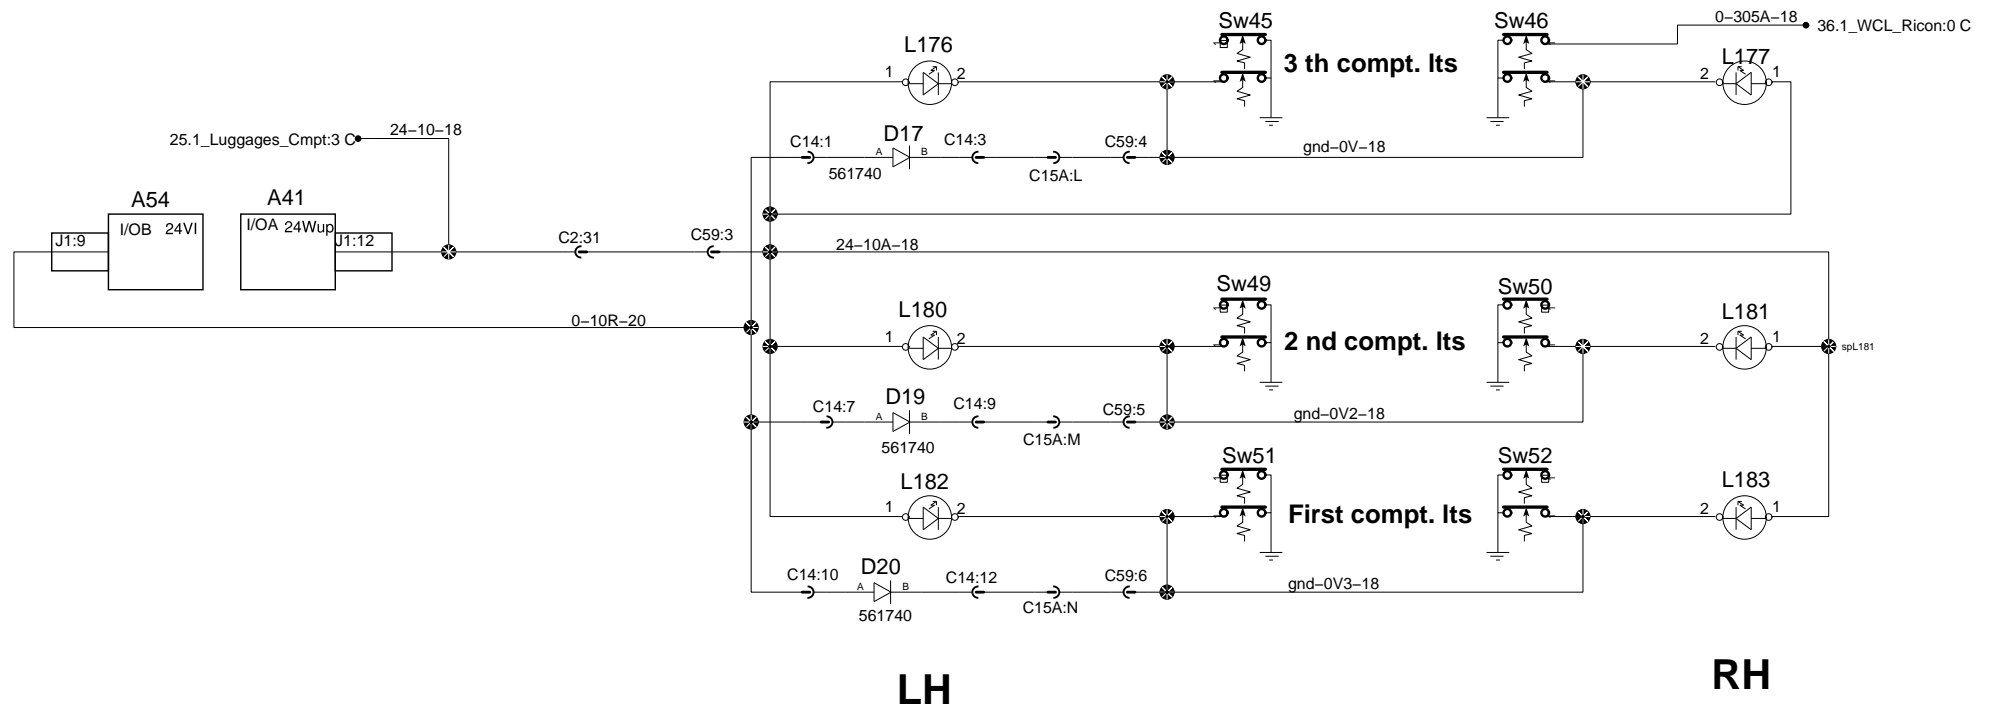 Sw45
Sw46
0-305A-18
36.1_WCL_Ricon:0 C
L176
1
2
3 th compt. lts
L177
2
1
25.1_Luggages_Cmpt:3 C
24-10-18
C14:1
D17
A
B
561740
C14:3
C15A:L
C59:4
gnd-0V-18
A54
I/OB 24VI
J1:9
A41
I/OA 24Wup
J1:12
C2:31
C59:3
24-10A-18
0-10R-20
Sw49
Sw50
L180
1
2
2 nd compt. lts
L181
2
1
spL181
C14:7
D19
A
B
561740
C14:9
C15A:M
C59:5
gnd-0V2-18
Sw51
Sw52
L182
1
2
First compt. lts
L183
2
1
C14:10
D20
A
B
561740
C14:12
C15A:N
C59:6
gnd-0V3-18
LH
RH